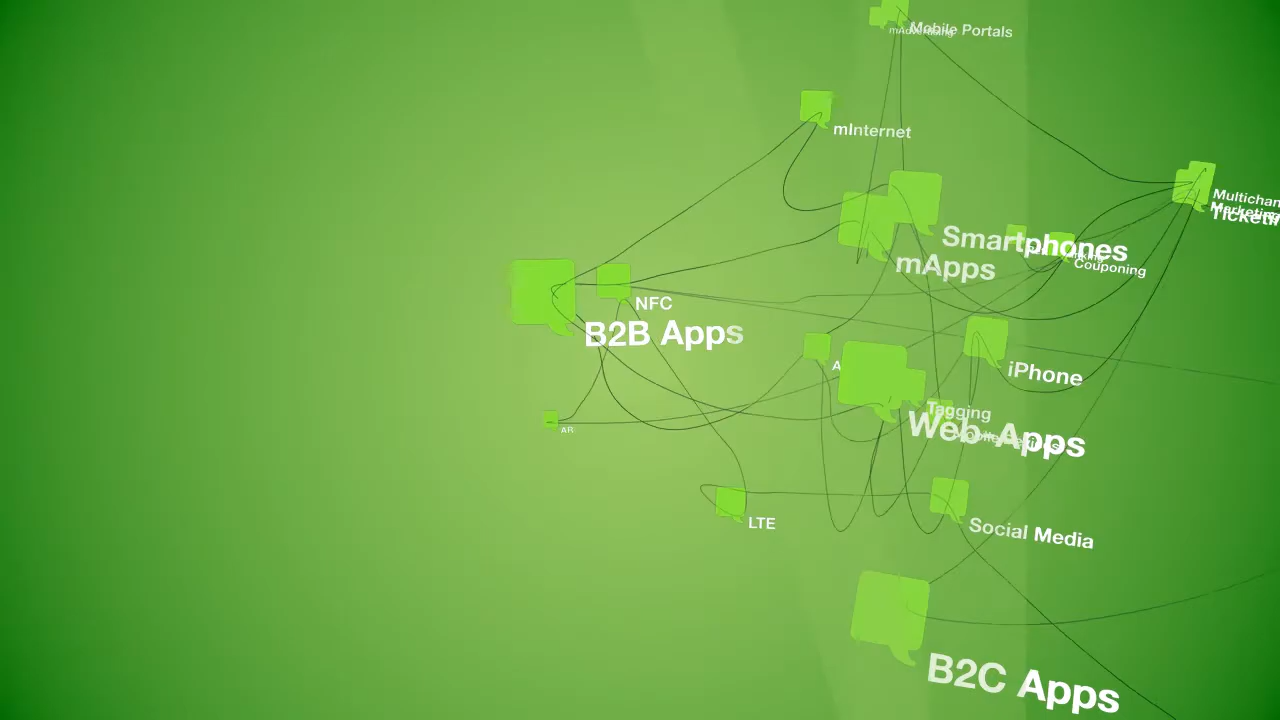 Mobile Portals
mAdvertising
mInternet
Smartphones
mApps
Couponing
NFC
B2B Apps
iPhone
Tagging
Web Apps
AR
LTE
Social Media
B2C Apps